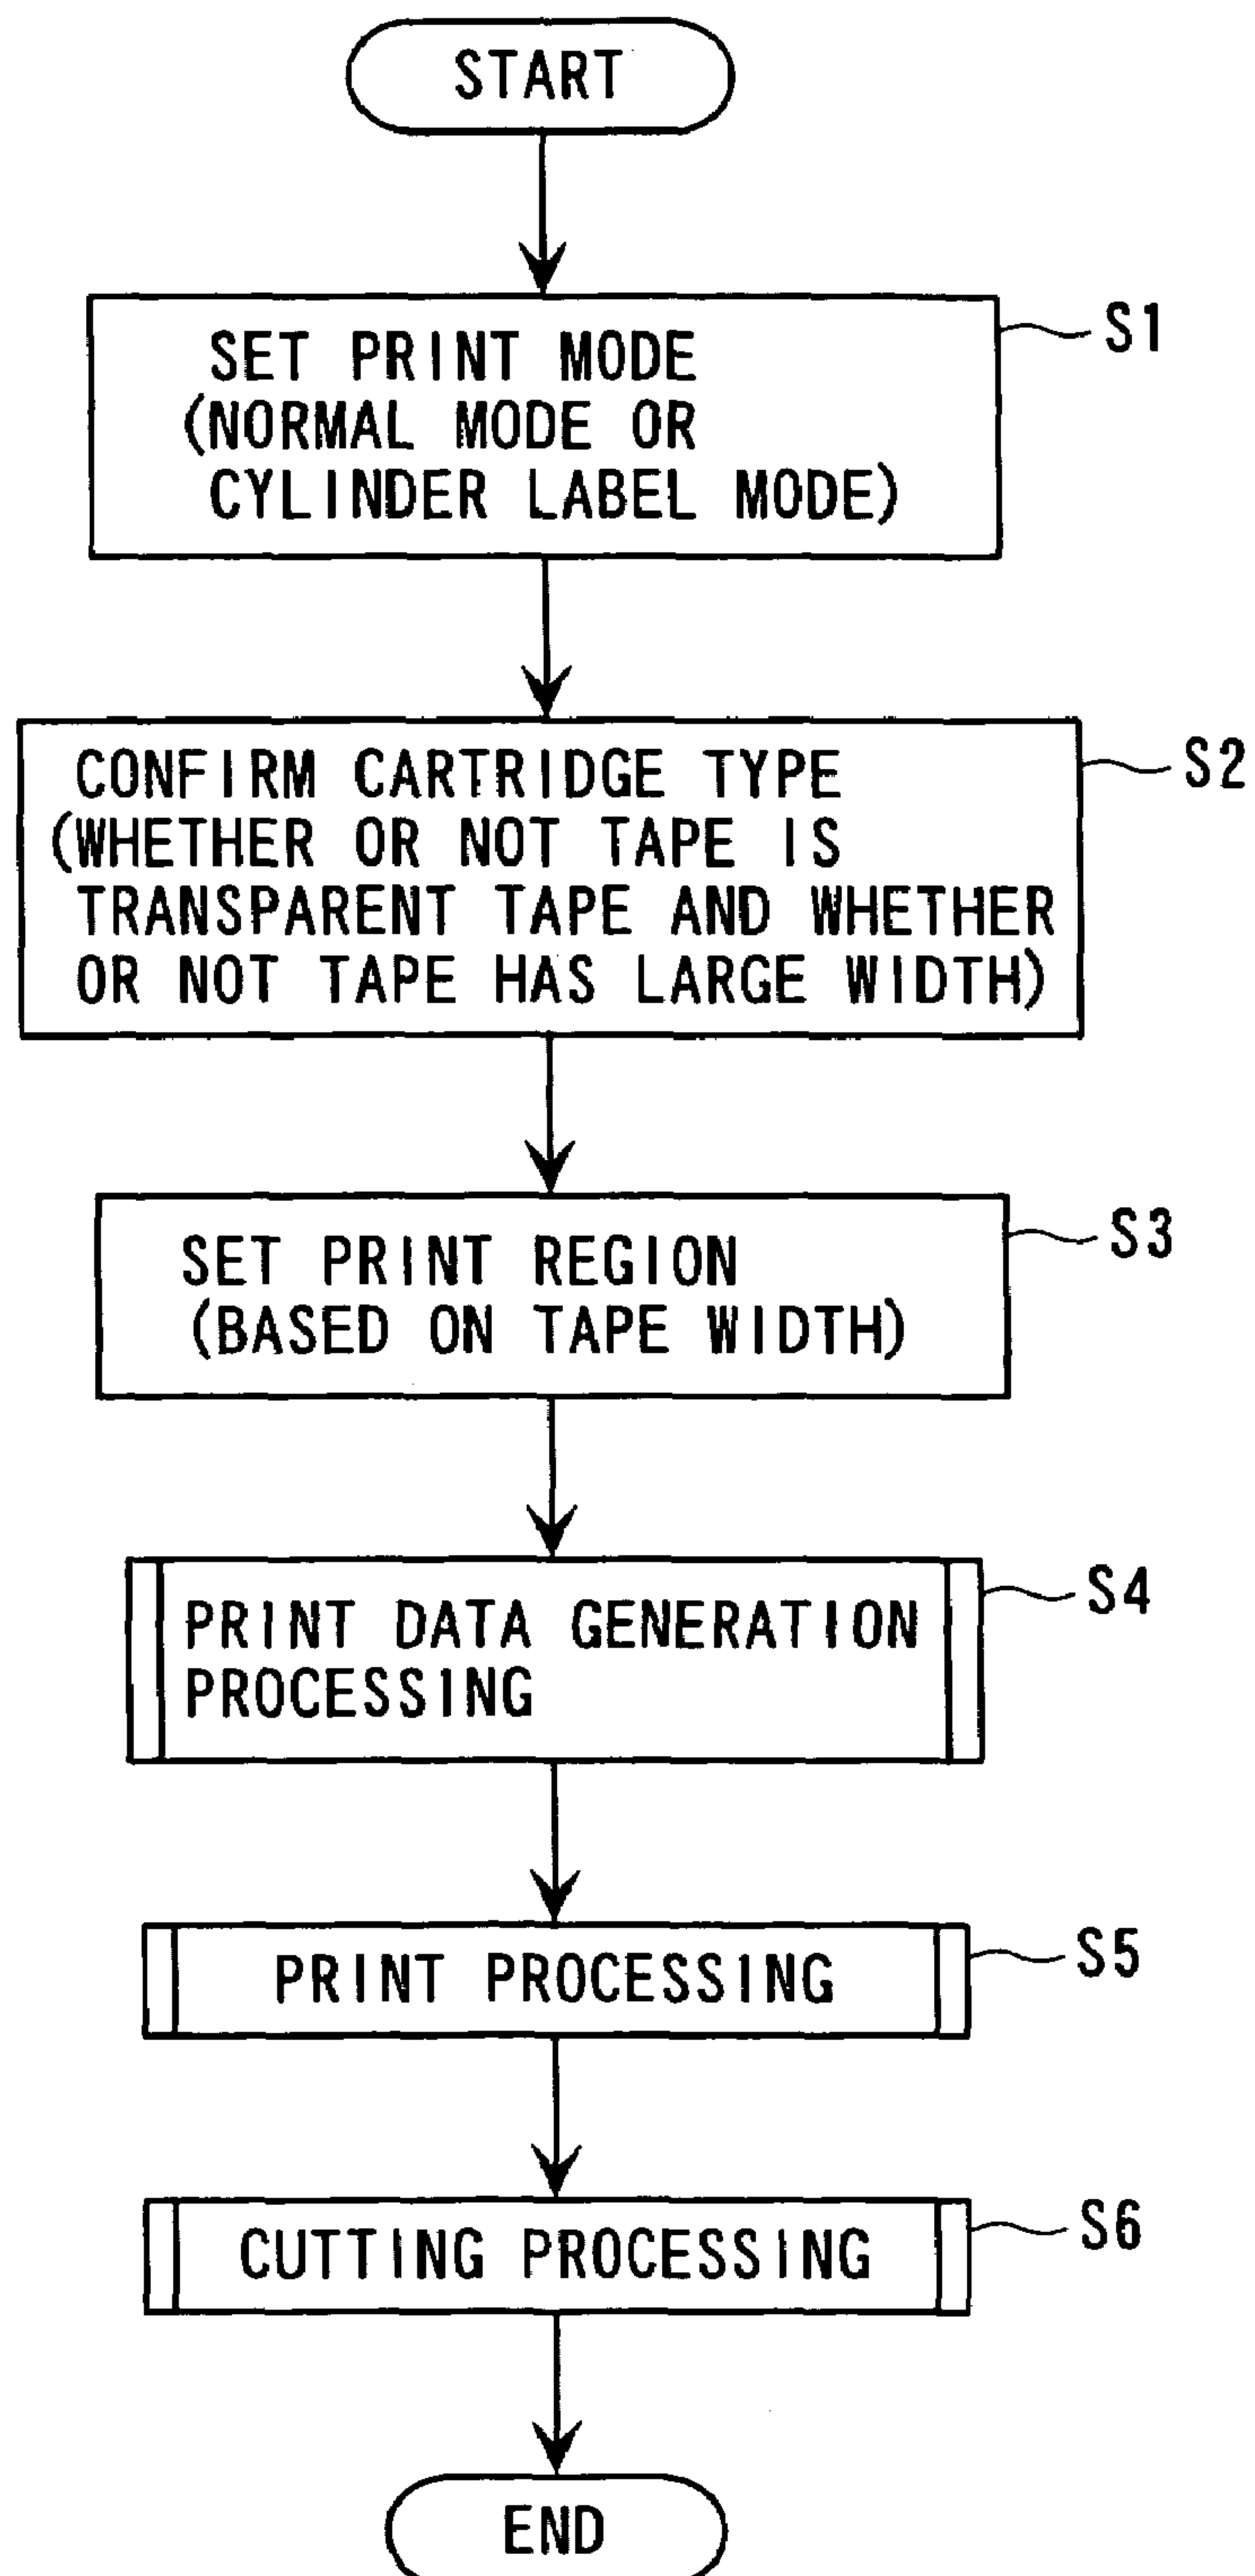 START
SET PRINT MODE
(NORMAL MODE OR
CYLINDER LABEL MODE)
S1
CONFIRM CARTRIDGE TYPE
(WHETHER OR NOT TAPE IS
TRANSPARENT TAPE AND WHETHER
OR NOT TAPE HAS LARGE WIDTH)
S2
SET PRINT REGION
(BASED ON TAPE WIDTH)
S3
PRINT DATA GENERATION
PROCESSING
S4
PRINT PROCESSING
S5
CUTTING PROCESSING
S6
END